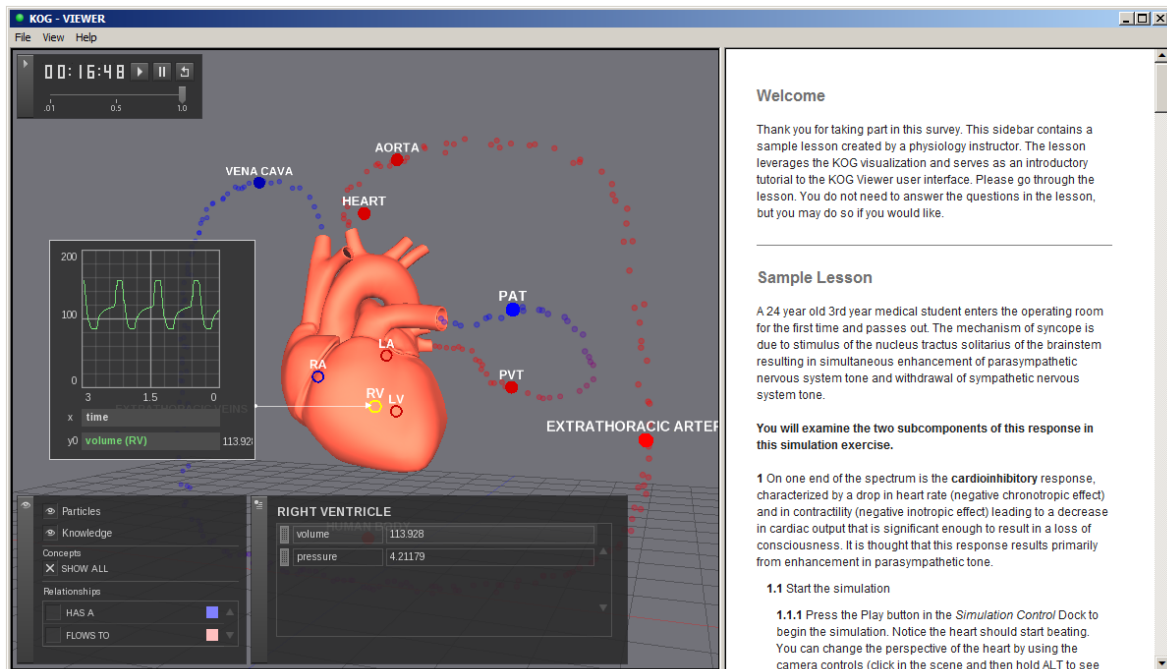 KOG - VIEWER
File View Help
00:16:48
.01 0.5 1.0
AORTA
VENA CAVA
HEART
PAT
LA
RA
PVT
RV
LV
EXTRATHORACIC ARTER
200
100
0
3 1.5 0
EXTRATHORACIC VEINS
x time
y0 volume (RV) 113.928
Particles
Knowledge
Concepts
SHOW ALL
Relationships
HAS A
FLOWS TO
RIGHT VENTRICLE
HUMAN BODY
volume 113.928
pressure 4.21179
Welcome
Thank you for taking part in this survey. This sidebar contains a
sample lesson created by a physiology instructor. The lesson
leverages the KOG visualization and serves as an introductory
tutorial to the KOG Viewer user interface. Please go through the
lesson. You do not need to answer the questions in the lesson,
but you may do so if you would like.
Sample Lesson
A 24 year old 3rd year medical student enters the operating room
for the first time and passes out. The mechanism of syncope is
due to stimulus of the nucleus tractus solitarius of the brainstem
resulting in simultaneous enhancement of parasympathetic
nervous system tone and withdrawal of sympathetic nervous
system tone.
You will examine the two subcomponents of this response in
this simulation exercise.
1 On one end of the spectrum is the cardioinhibitory response,
characterized by a drop in heart rate (negative chronotropic effect)
and in contractility (negative inotropic effect) leading to a decrease
in cardiac output that is significant enough to result in a loss of
consciousness. It is thought that this response results primarily
from enhancement in parasympathetic tone.
1.1 Start the simulation
1.1.1 Press the Play button in the Simulation Control Dock to
begin the simulation. Notice the heart should start beating.
You can change the perspective of the heart by using the
camera controls (click in the scene and then hold ALT to see